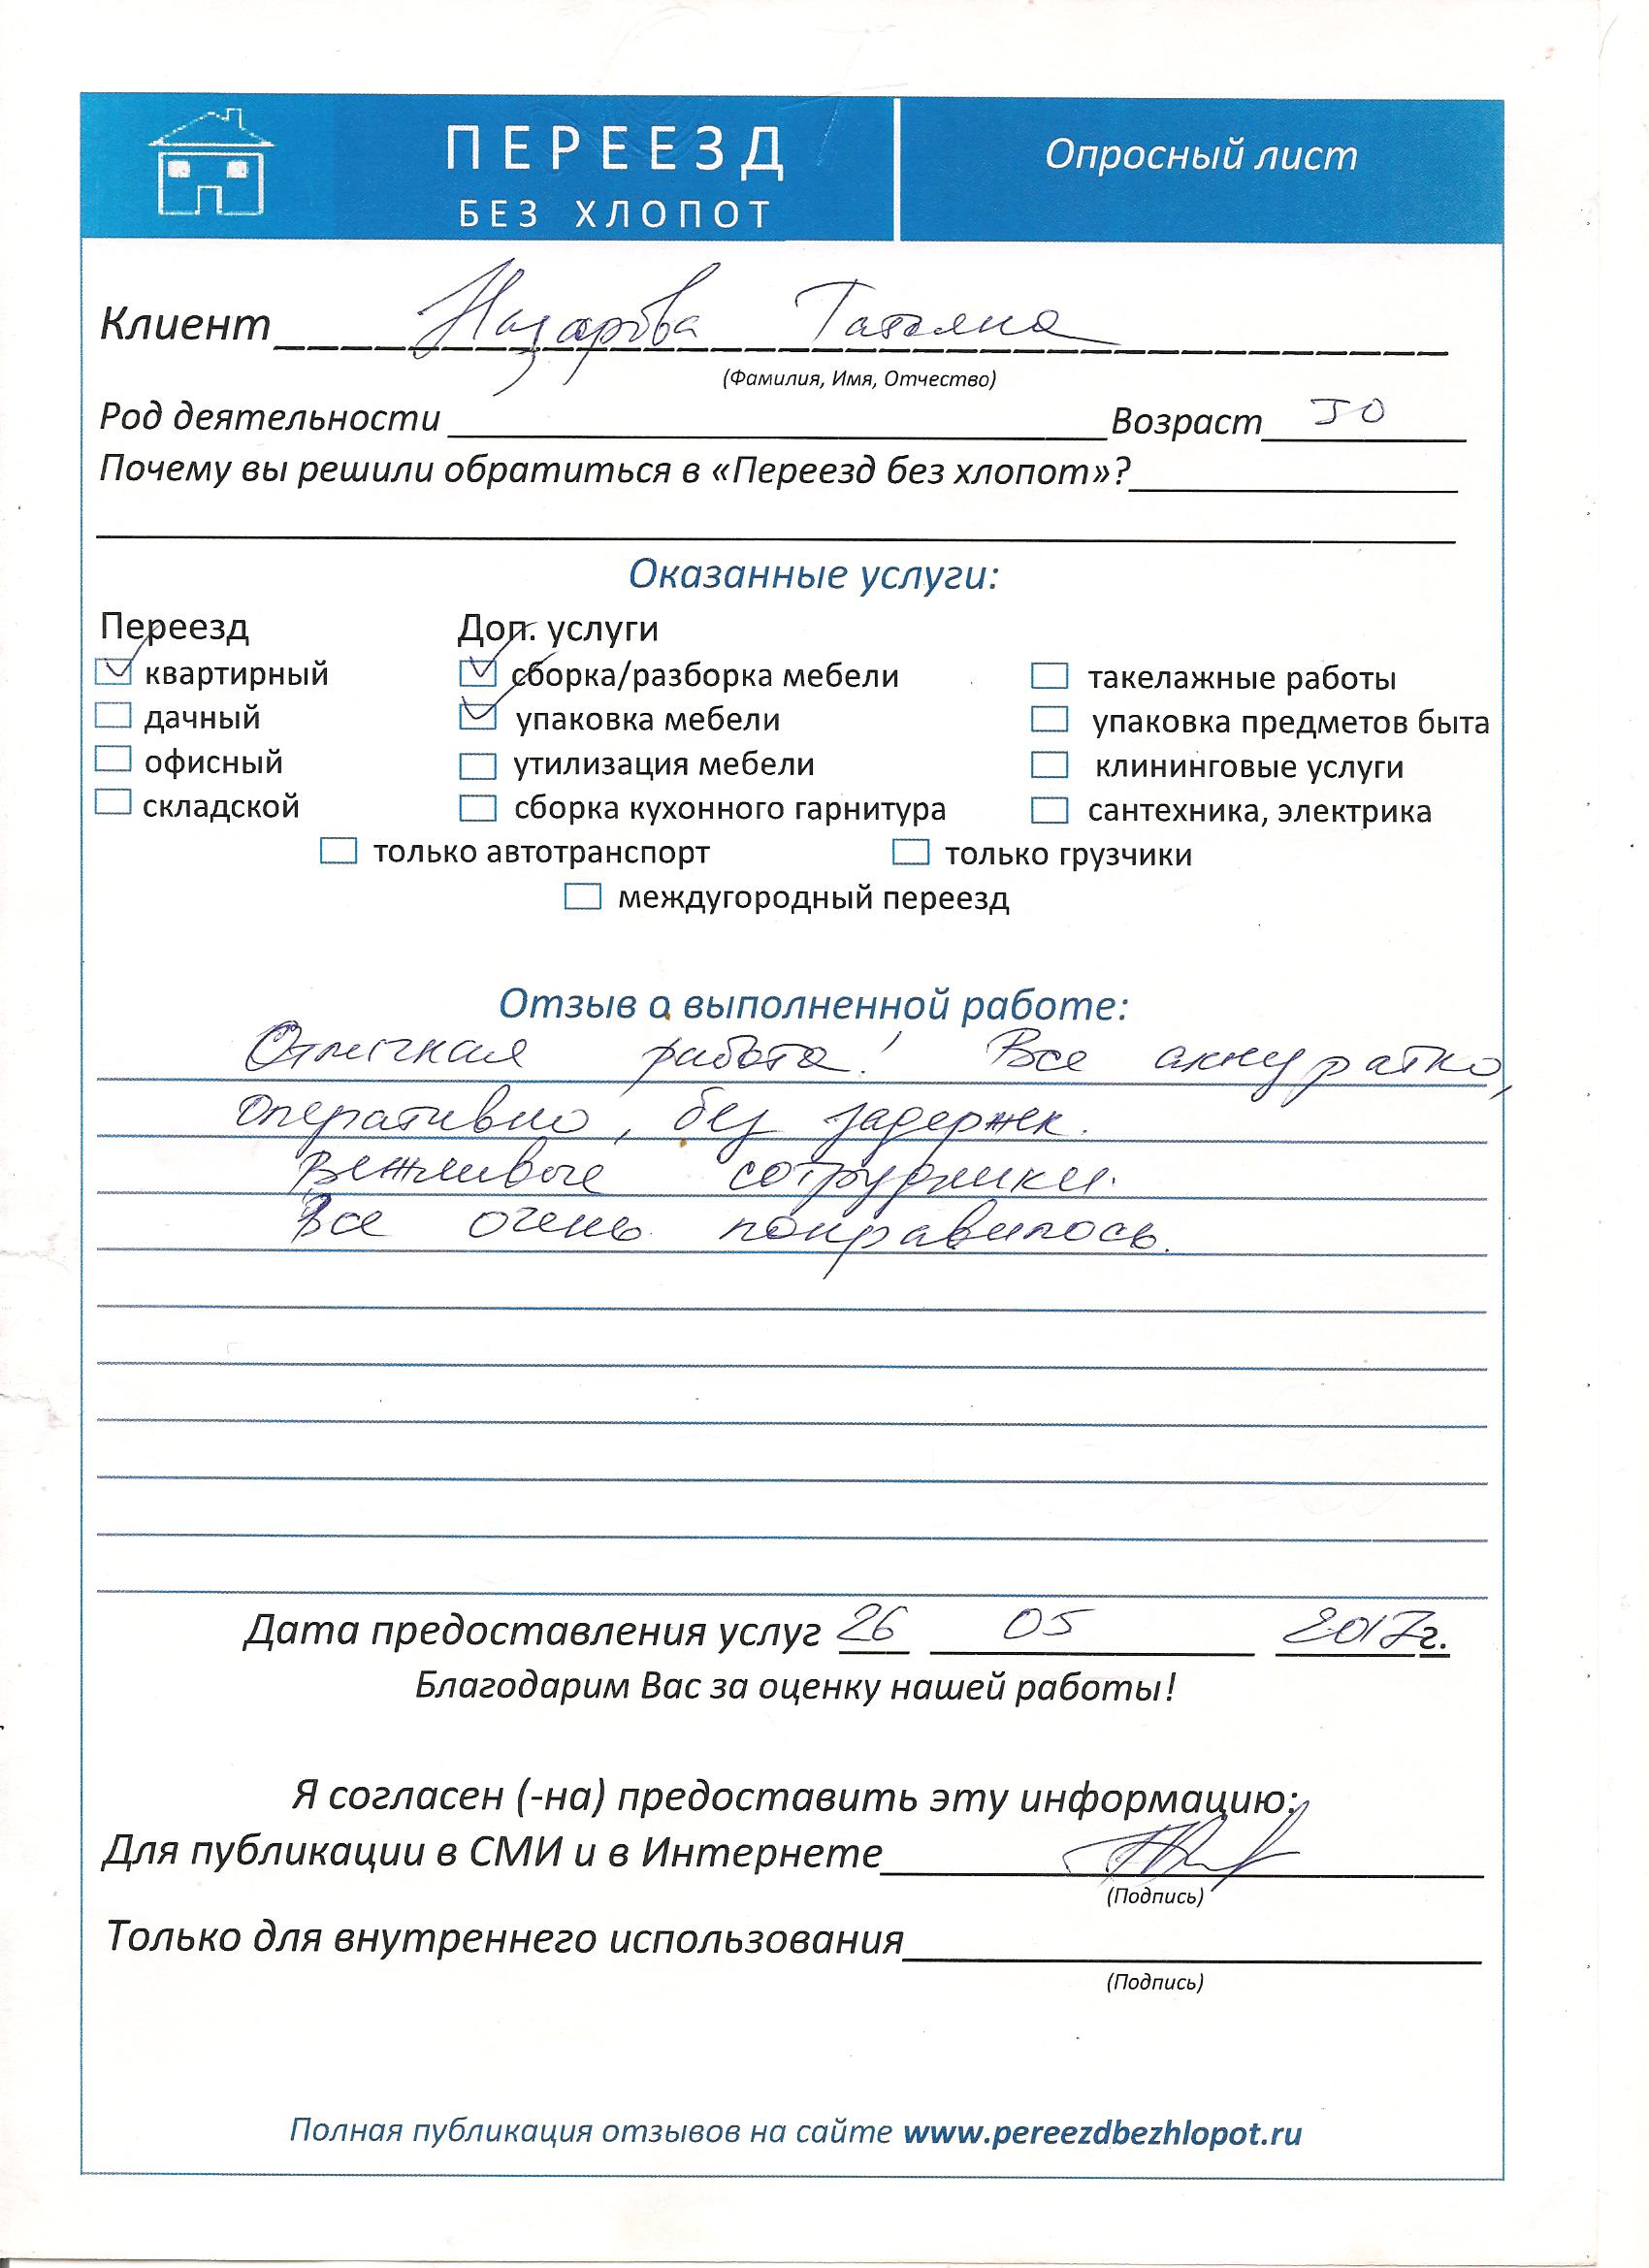 ПЕРЕЕЗД
БЕЗ ХЛОПОТ
Опросный лист
Клиент Назарова Татьяна
(Фамилия, Имя, Отчество)
Род деятельности Возраст 50
Почему вы решили обратиться в «Переезд без хлопот»?
Оказанные услуги:
Переезд Доп. услуги
квартирный сборка/разборка мебели такелажные работы
дачный упаковка мебели упаковка предметов быта
офисный утилизация мебели клининговые услуги
складской сборка кухонного гарнитура сантехника, электрика
только автотранспорт только грузчики
междугородный переезд
Отзыв о выполненной работе:
Отличная работа! Все аккуратно,
оперативно, без задержек.
Вежливые сотрудники.
Все очень понравилось.
Дата предоставления услуг 26 05 2017г.
Благодарим Вас за оценку нашей работы!
Я согласен (-на) предоставить эту информацию:
Для публикации в СМИ и в Интернете
(Подпись)
Только для внутреннего использования
(Подпись)
Полная публикация отзывов на сайте www.pereezdbezhlopot.ru